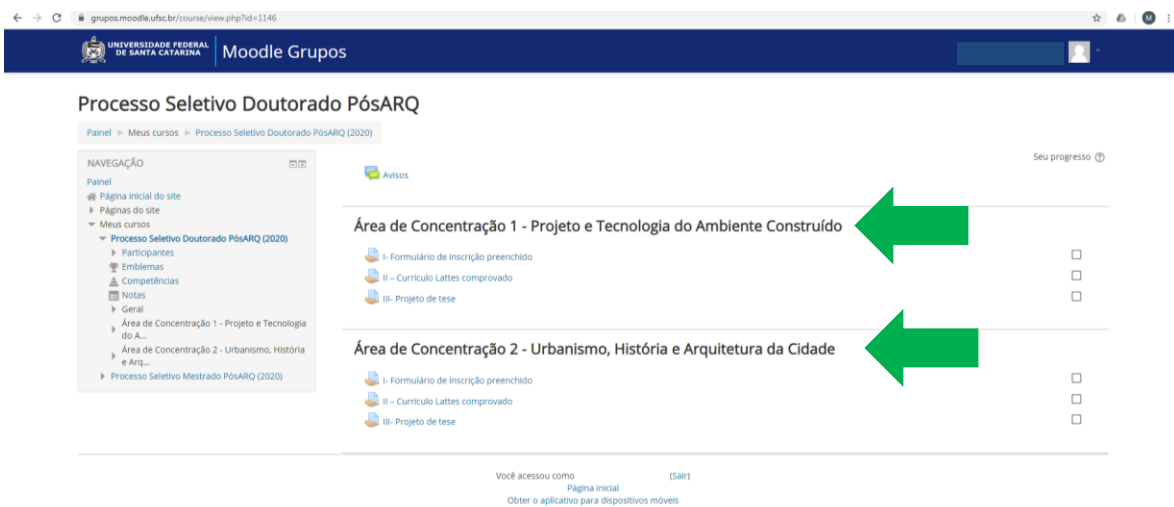 grupos.moodle.ufsc.br/course/view.php?id=1146
M
UNIVERSIDADE FEDERAL
DE SANTA CATARINA
Moodle Grupos
Processo Seletivo Doutorado PósARQ
Painel ► Meus cursos ► Processo Seletivo Doutorado PósARQ (2020)
NAVEGAÇÃO
Painel
Página inicial do site
Páginas do site
Meus cursos
Processo Seletivo Doutorado PósARQ (2020)
Participantes
Emblemas
Competências
Notas
Geral
Área de Concentração 1 - Projeto e Tecnologia
do A...
Área de Concentração 2 - Urbanismo, História
e Arq...
Processo Seletivo Mestrado PósARQ (2020)
Seu progresso
Avisos
Área de Concentração 1 - Projeto e Tecnologia do Ambiente Construído
I- Formulário de inscrição preenchido
II – Currículo Lattes comprovado
III- Projeto de tese
Área de Concentração 2 - Urbanismo, História e Arquitetura da Cidade
I- Formulário de inscrição preenchido
II – Currículo Lattes comprovado
III- Projeto de tese
Você acessou como (Sair)
Página inicial
Obter o aplicativo para dispositivos móveis